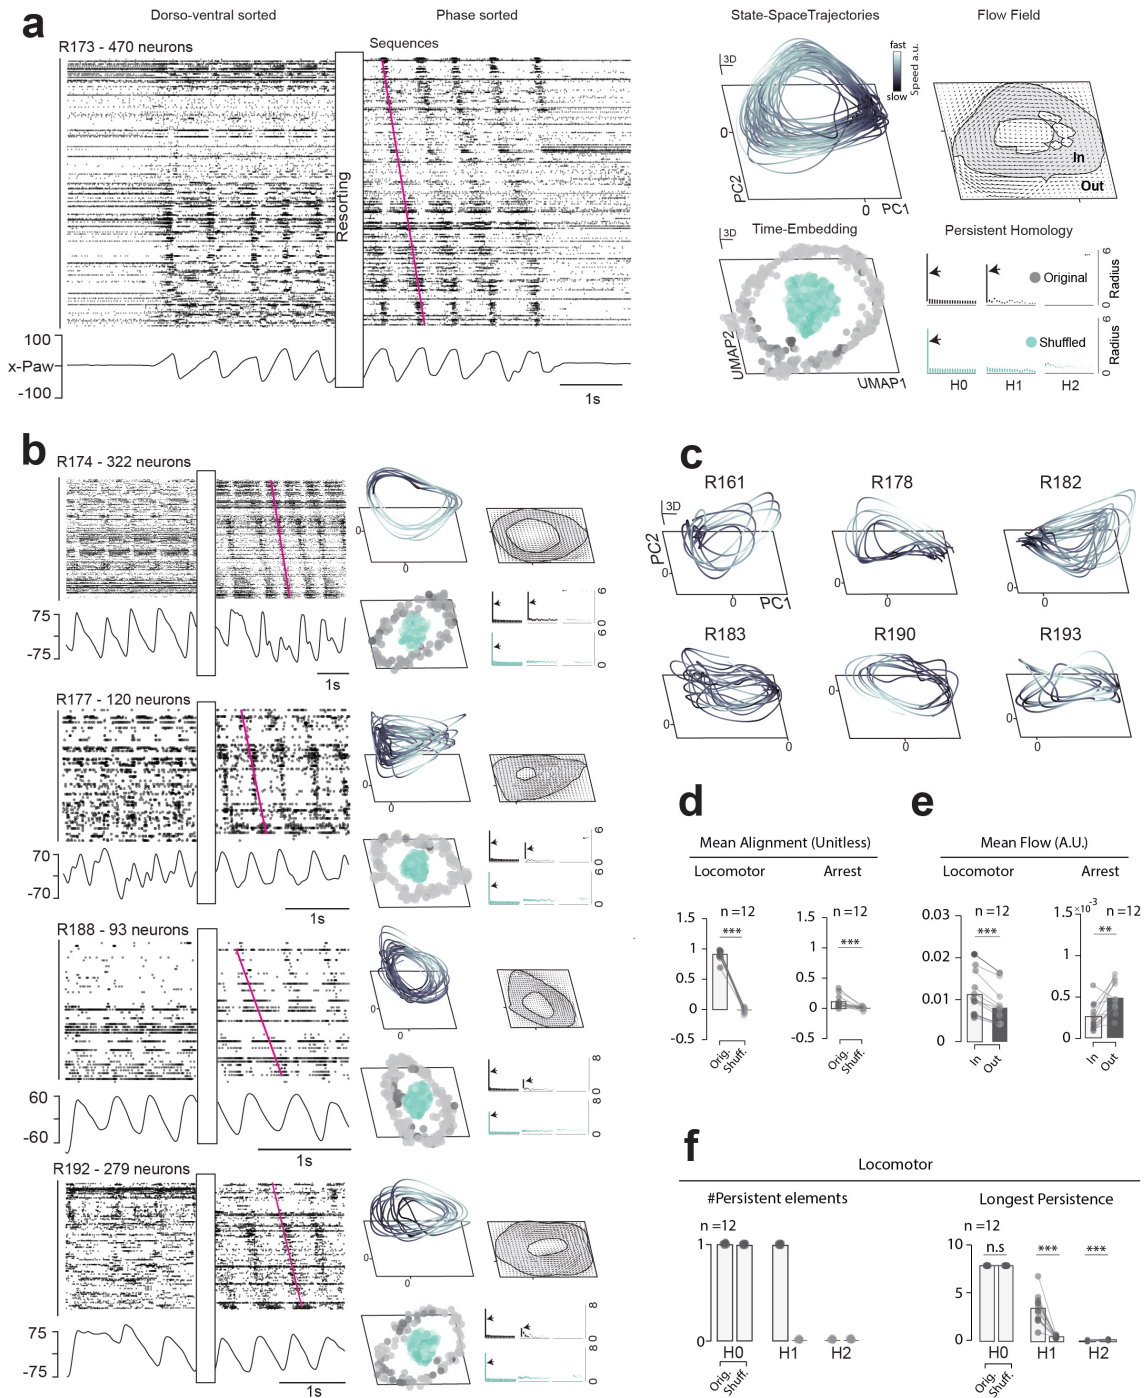 a
Dorso-ventral sorted
Phase sorted
State-SpaceTrajectories
Flow Field
R173 - 470 neurons
Sequences
Resorting
3D
fast
slow
Speed a.u.
0
PC2
0
PC1
In
Out
100
x-Paw
-100
1s
3D
Time-Embedding
UMAP2
UMAP1
Persistent Homology
Original
6
0
Radius
Shuffled
6
0
Radius
H0
H1
H2
b
R174 - 322 neurons
75
-75
1s
0
0
6
0
6
0
R177 - 120 neurons
70
-70
1s
0
0
6
0
6
0
R188 - 93 neurons
60
-60
1s
0
0
8
0
8
0
R192 - 279 neurons
75
-75
1s
0
0
8
0
8
0
c
R161
R178
R182
3D
PC2
0
0
PC1
0
0
0
0
R183
R190
R193
0
0
0
0
0
0
d
Mean Alignment (Unitless)
Locomotor
Arrest
n =12
n =12
1.5
1
0.5
0
-0.5
***
Orig.
Shuff.
1.5
1
0.5
0
-0.5
***
Orig.
Shuff.
e
Mean Flow (A.U.)
Locomotor
Arrest
n =12
n =12
0.03
0.02
0.01
0
***
In
Out
×10⁻³
1.5
1
0.5
0
**
In
Out
f
Locomotor
#Persistent elements
Longest Persistence
n =12
1
0
H0
H1
H2
Orig.
Shuff.
n =12
10
5
0
n.s
***
***
H0
H1
H2
Orig.
Shuff.